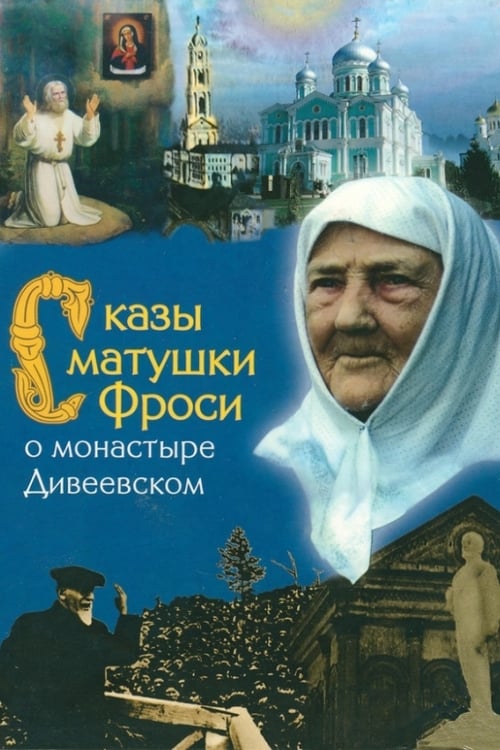 Сказы
матушки
Фроси
о монастыре
Дивеевском